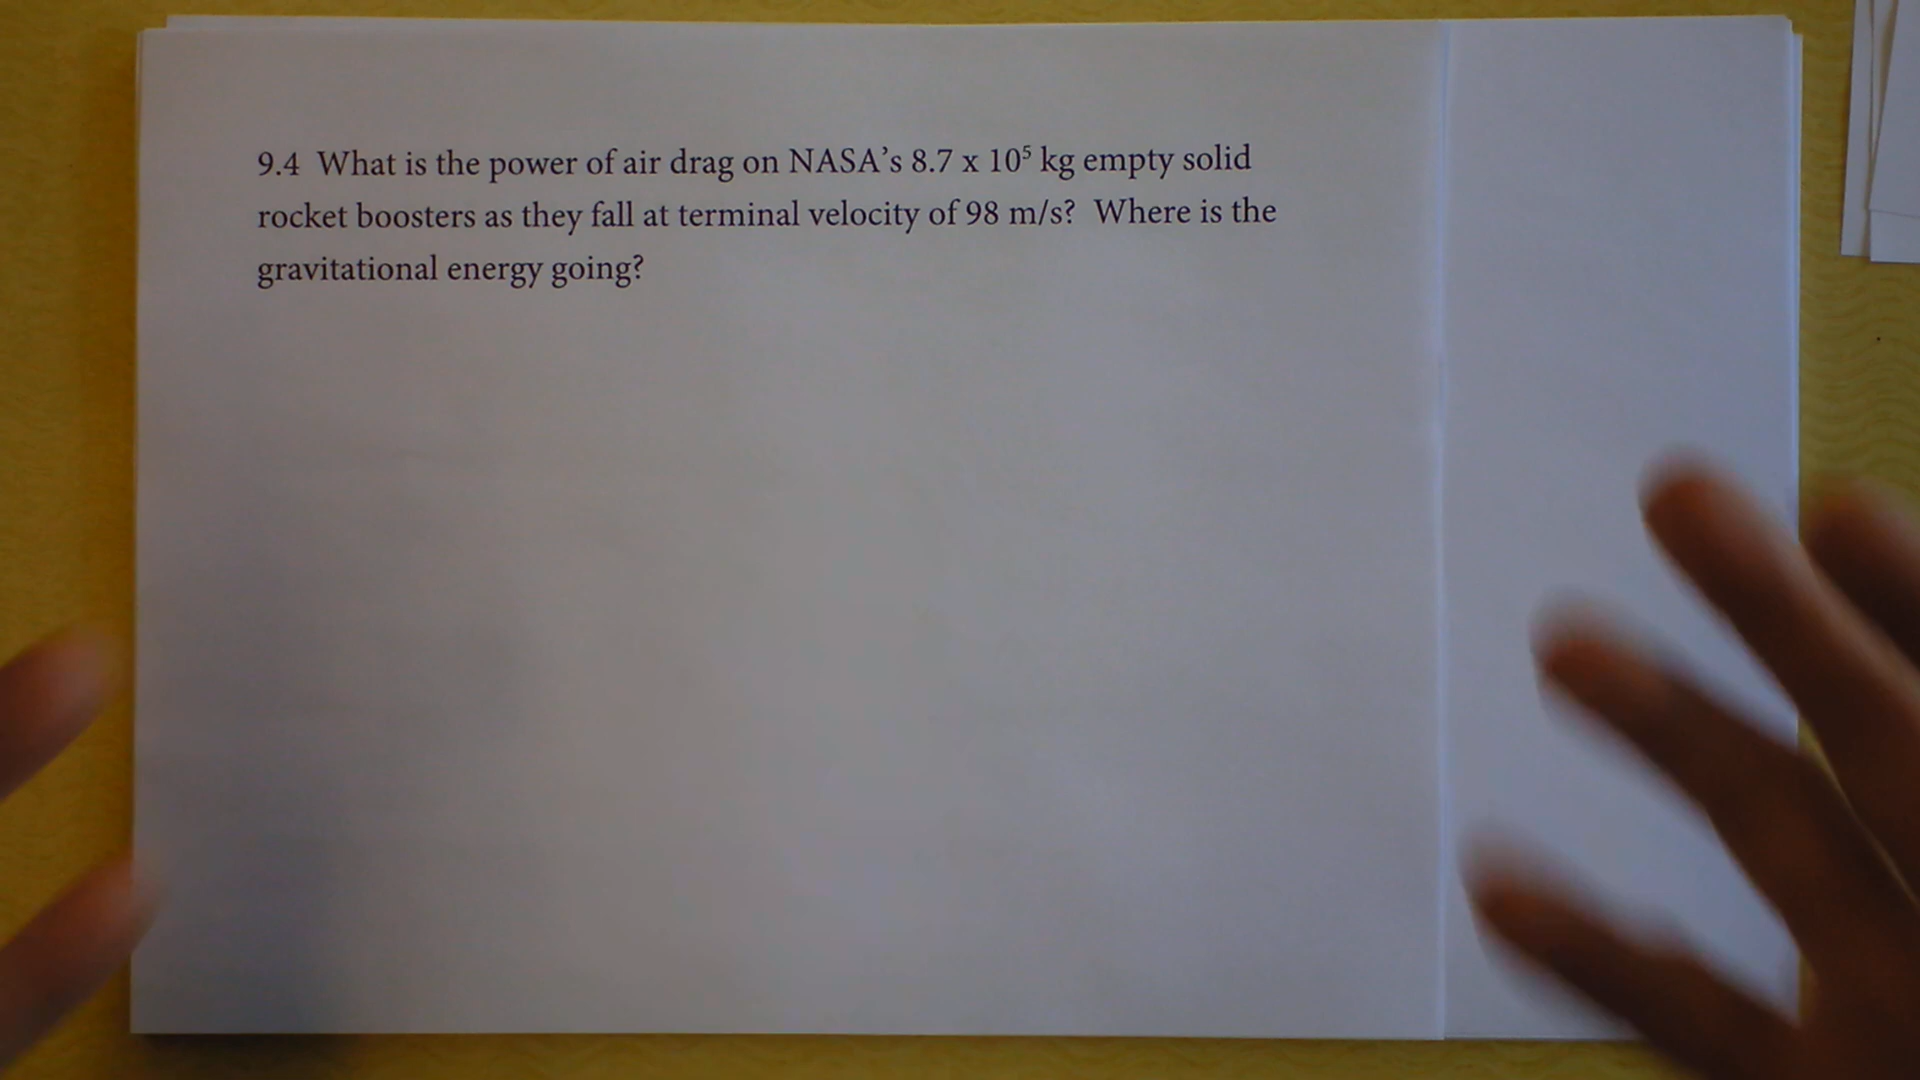 9.4 What is the power of air drag on NASA's 8.7 x 10⁵ kg empty solid
rocket boosters as they fall at terminal velocity of 98 m/s? Where is the
gravitational energy going?